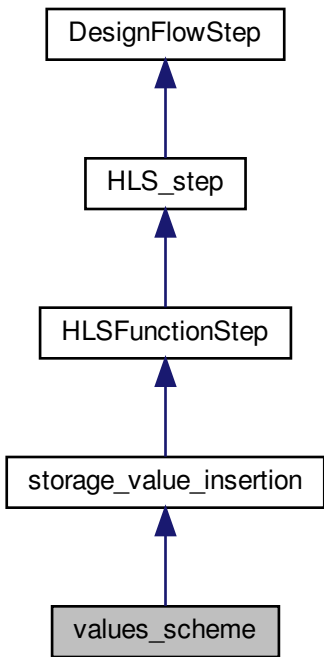 DesignFlowStep
HLS_step
HLSFunctionStep
storage_value_insertion
values_scheme